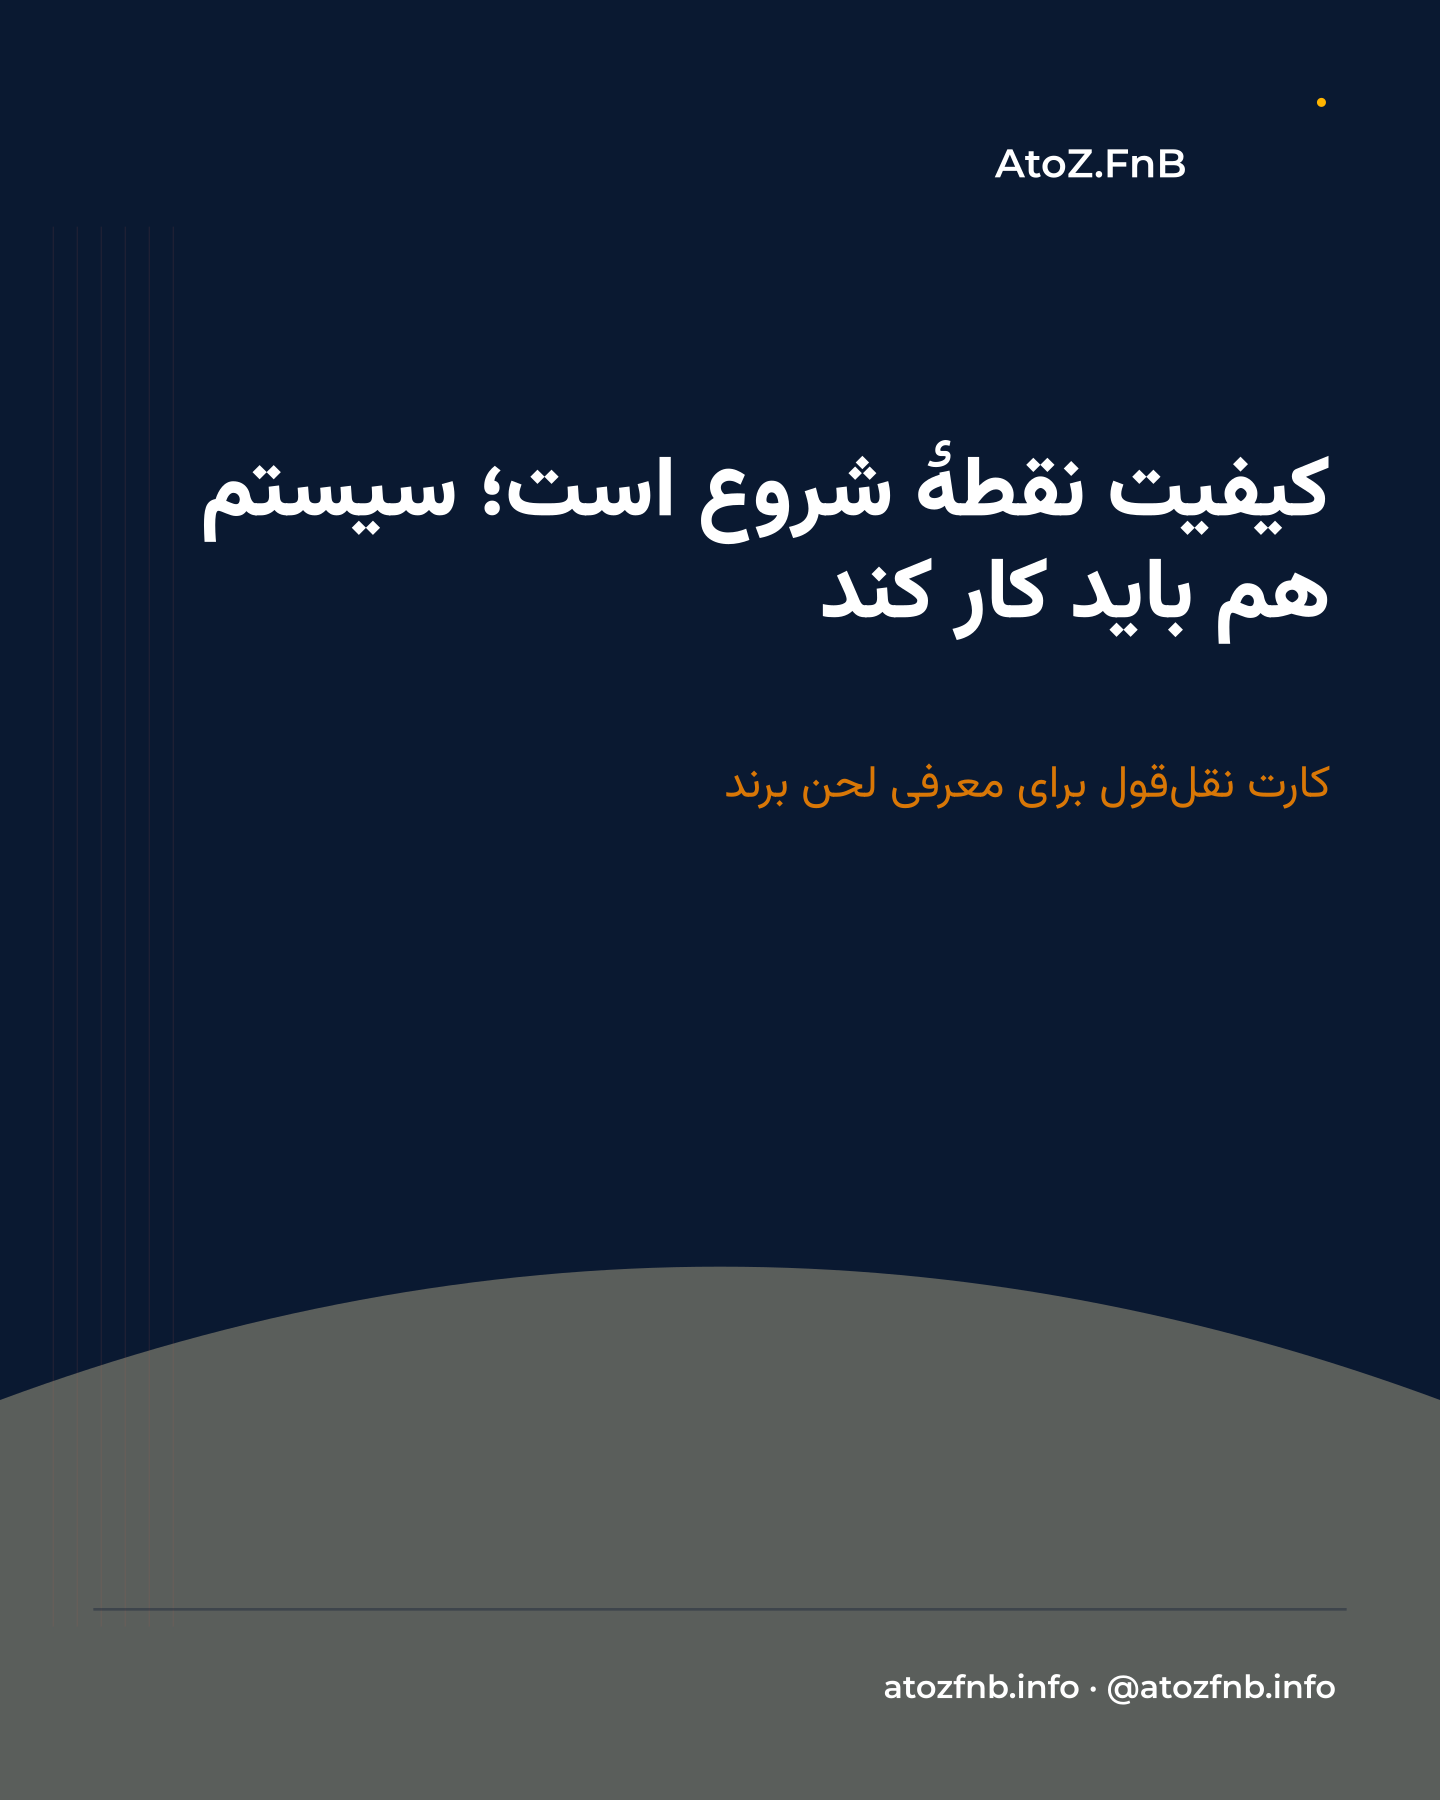 AtoZ.FnB
کیفیت نقطهٔ شروع است؛ سیستم
هم باید کار کند
کارت نقل‌قول برای معرفی لحن برند
atozfnb.info · @atozfnb.info